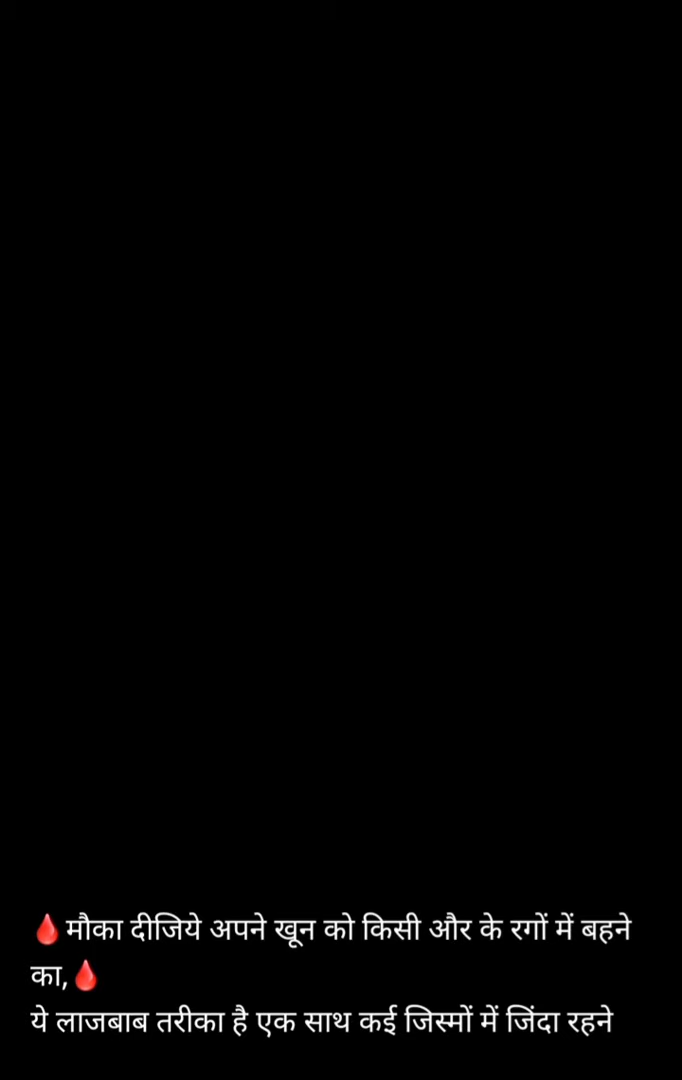 🩸मौका दीजिये अपने खून को किसी और के रगों में बहने
का,🩸
ये लाजबाब तरीका है एक साथ कई जिस्मों में जिंदा रहने